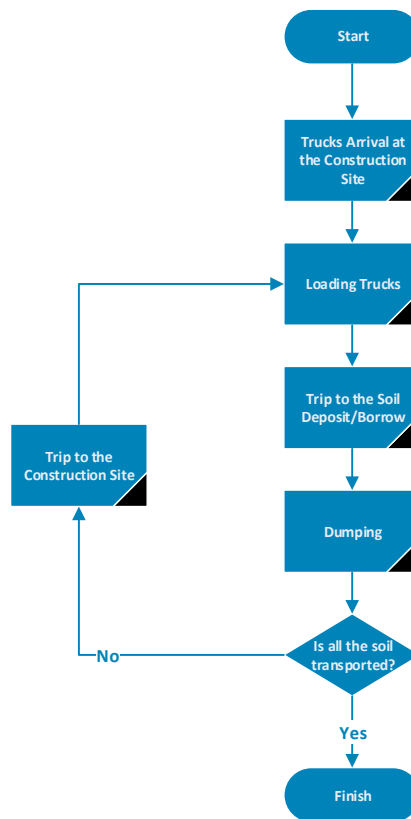 Start
Trucks Arrival at
the Construction
Site
Loading Trucks
Trip to the Soil
Deposit/Borrow
Trip to the
Construction Site
Dumping
Is all the soil
transported?
No
Yes
Finish